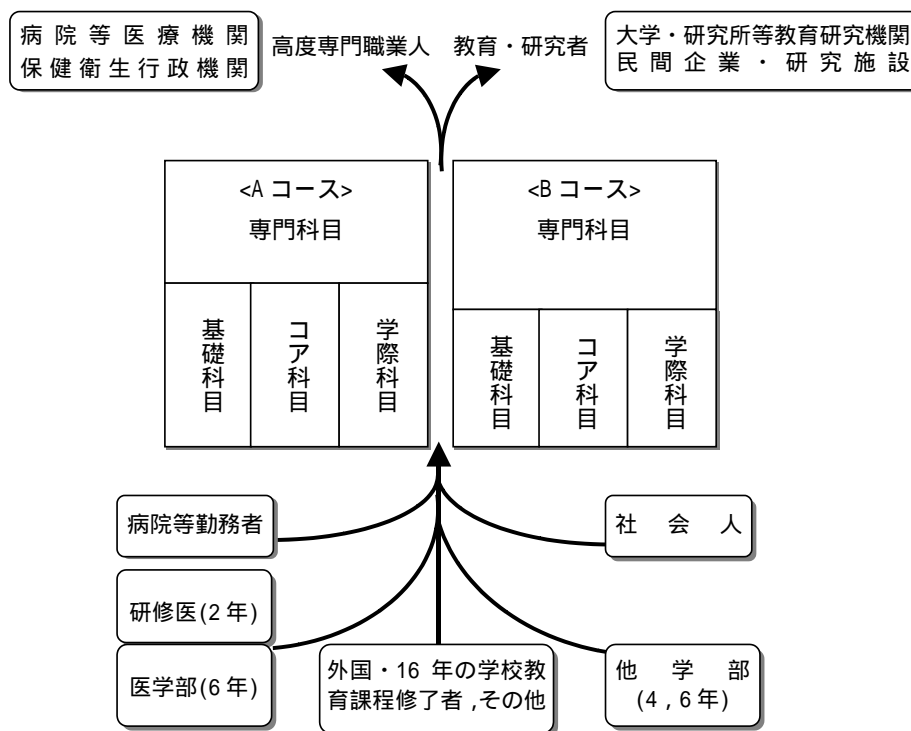 病院等医療機関
保健衛生行政機関
高度専門職業人
教育・研究者
大学・研究所等教育研究機関
民間企業・研究施設
<Aコース>
専門科目
基礎科目
コア科目
学際科目
<Bコース>
専門科目
基礎科目
コア科目
学際科目
病院等勤務者
社会人
研修医(2年)
医学部(6年)
外国・16年の学校教
育課程修了者,その他
他学部
(4,6年)